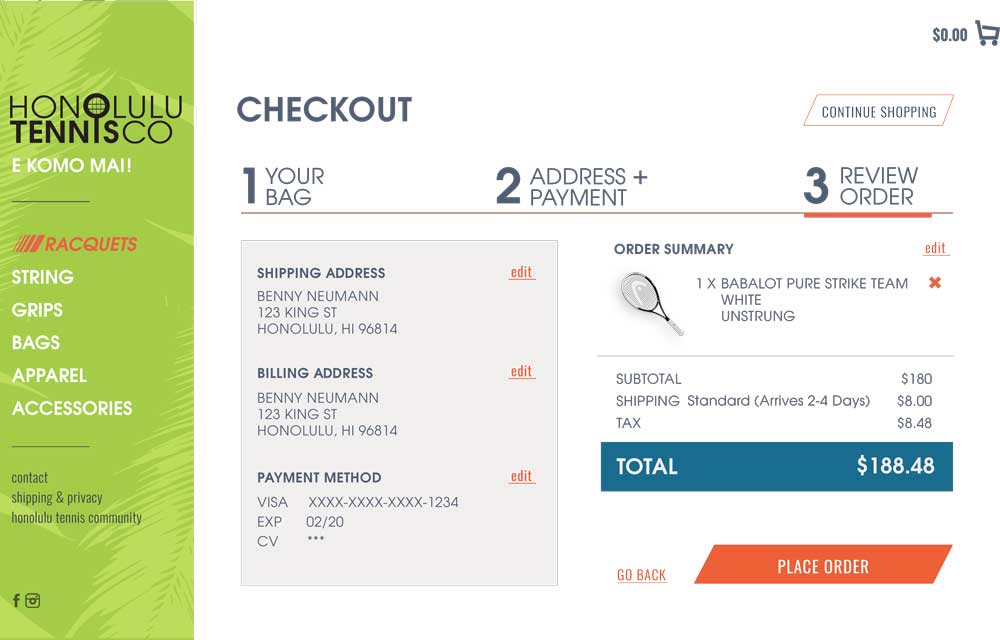 $0.00
HONOLULU
TENNISCO
E KOMO MAI!
RACQUETS
STRING
GRIPS
BAGS
APPAREL
ACCESSORIES
contact
shipping & privacy
honolulu tennis community
f
CHECKOUT
CONTINUE SHOPPING
1 YOUR
BAG
2 ADDRESS +
PAYMENT
3 REVIEW
ORDER
SHIPPING ADDRESS edit
BENNY NEUMANN
123 KING ST
HONOLULU, HI 96814
BILLING ADDRESS edit
BENNY NEUMANN
123 KING ST
HONOLULU, HI 96814
PAYMENT METHOD edit
VISA XXXX-XXXX-XXXX-1234
EXP 02/20
CV ***
ORDER SUMMARY edit
1 X BABALOT PURE STRIKE TEAM
WHITE
UNSTRUNG
SUBTOTAL $180
SHIPPING Standard (Arrives 2-4 Days) $8.00
TAX $8.48
TOTAL $188.48
GO BACK
PLACE ORDER